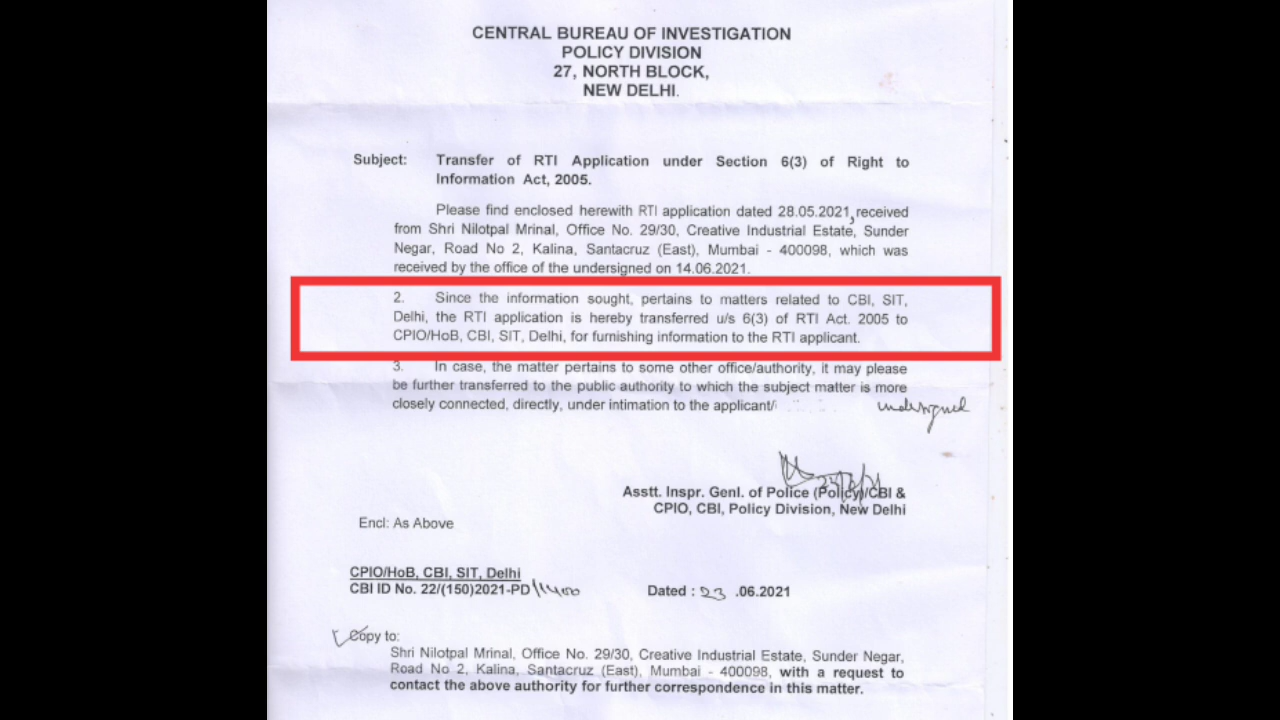 CENTRAL BUREAU OF INVESTIGATION
POLICY DIVISION
27, NORTH BLOCK,
NEW DELHI.
Subject: Transfer of RTI Application under Section 6(3) of Right to
Information Act, 2005.
Please find enclosed herewith RTI application dated 28.05.2021, received
from Shri Nilotpal Mrinal, Office No. 29/30, Creative Industrial Estate, Sunder
Negar, Road No 2, Kalina, Santacruz (East), Mumbai - 400098, which was
received by the office of the undersigned on 14.06.2021.
2. Since the information sought, pertains to matters related to CBI, SIT,
Delhi, the RTI application is hereby transferred u/s 6(3) of RTI Act. 2005 to
CPIO/HoB, CBI, SIT, Delhi, for furnishing information to the RTI applicant.
3. In case, the matter pertains to some other office/authority, it may please
be further transferred to the public authority to which the subject matter is more
closely connected, directly, under intimation to the applicant/ undersigned
Asstt. Inspr. Genl. of Police (Policy)/CBI &
CPIO, CBI, Policy Division, New Delhi
Encl: As Above
CPIO/HoB, CBI, SIT, Delhi
CBI ID No. 22/(150)2021-PD
Dated : 23 .06.2021
Copy to:
Shri Nilotpal Mrinal, Office No. 29/30, Creative Industrial Estate, Sunder Negar,
Road No 2, Kalina, Santacruz (East), Mumbai - 400098, with a request to
contact the above authority for further correspondence in this matter.